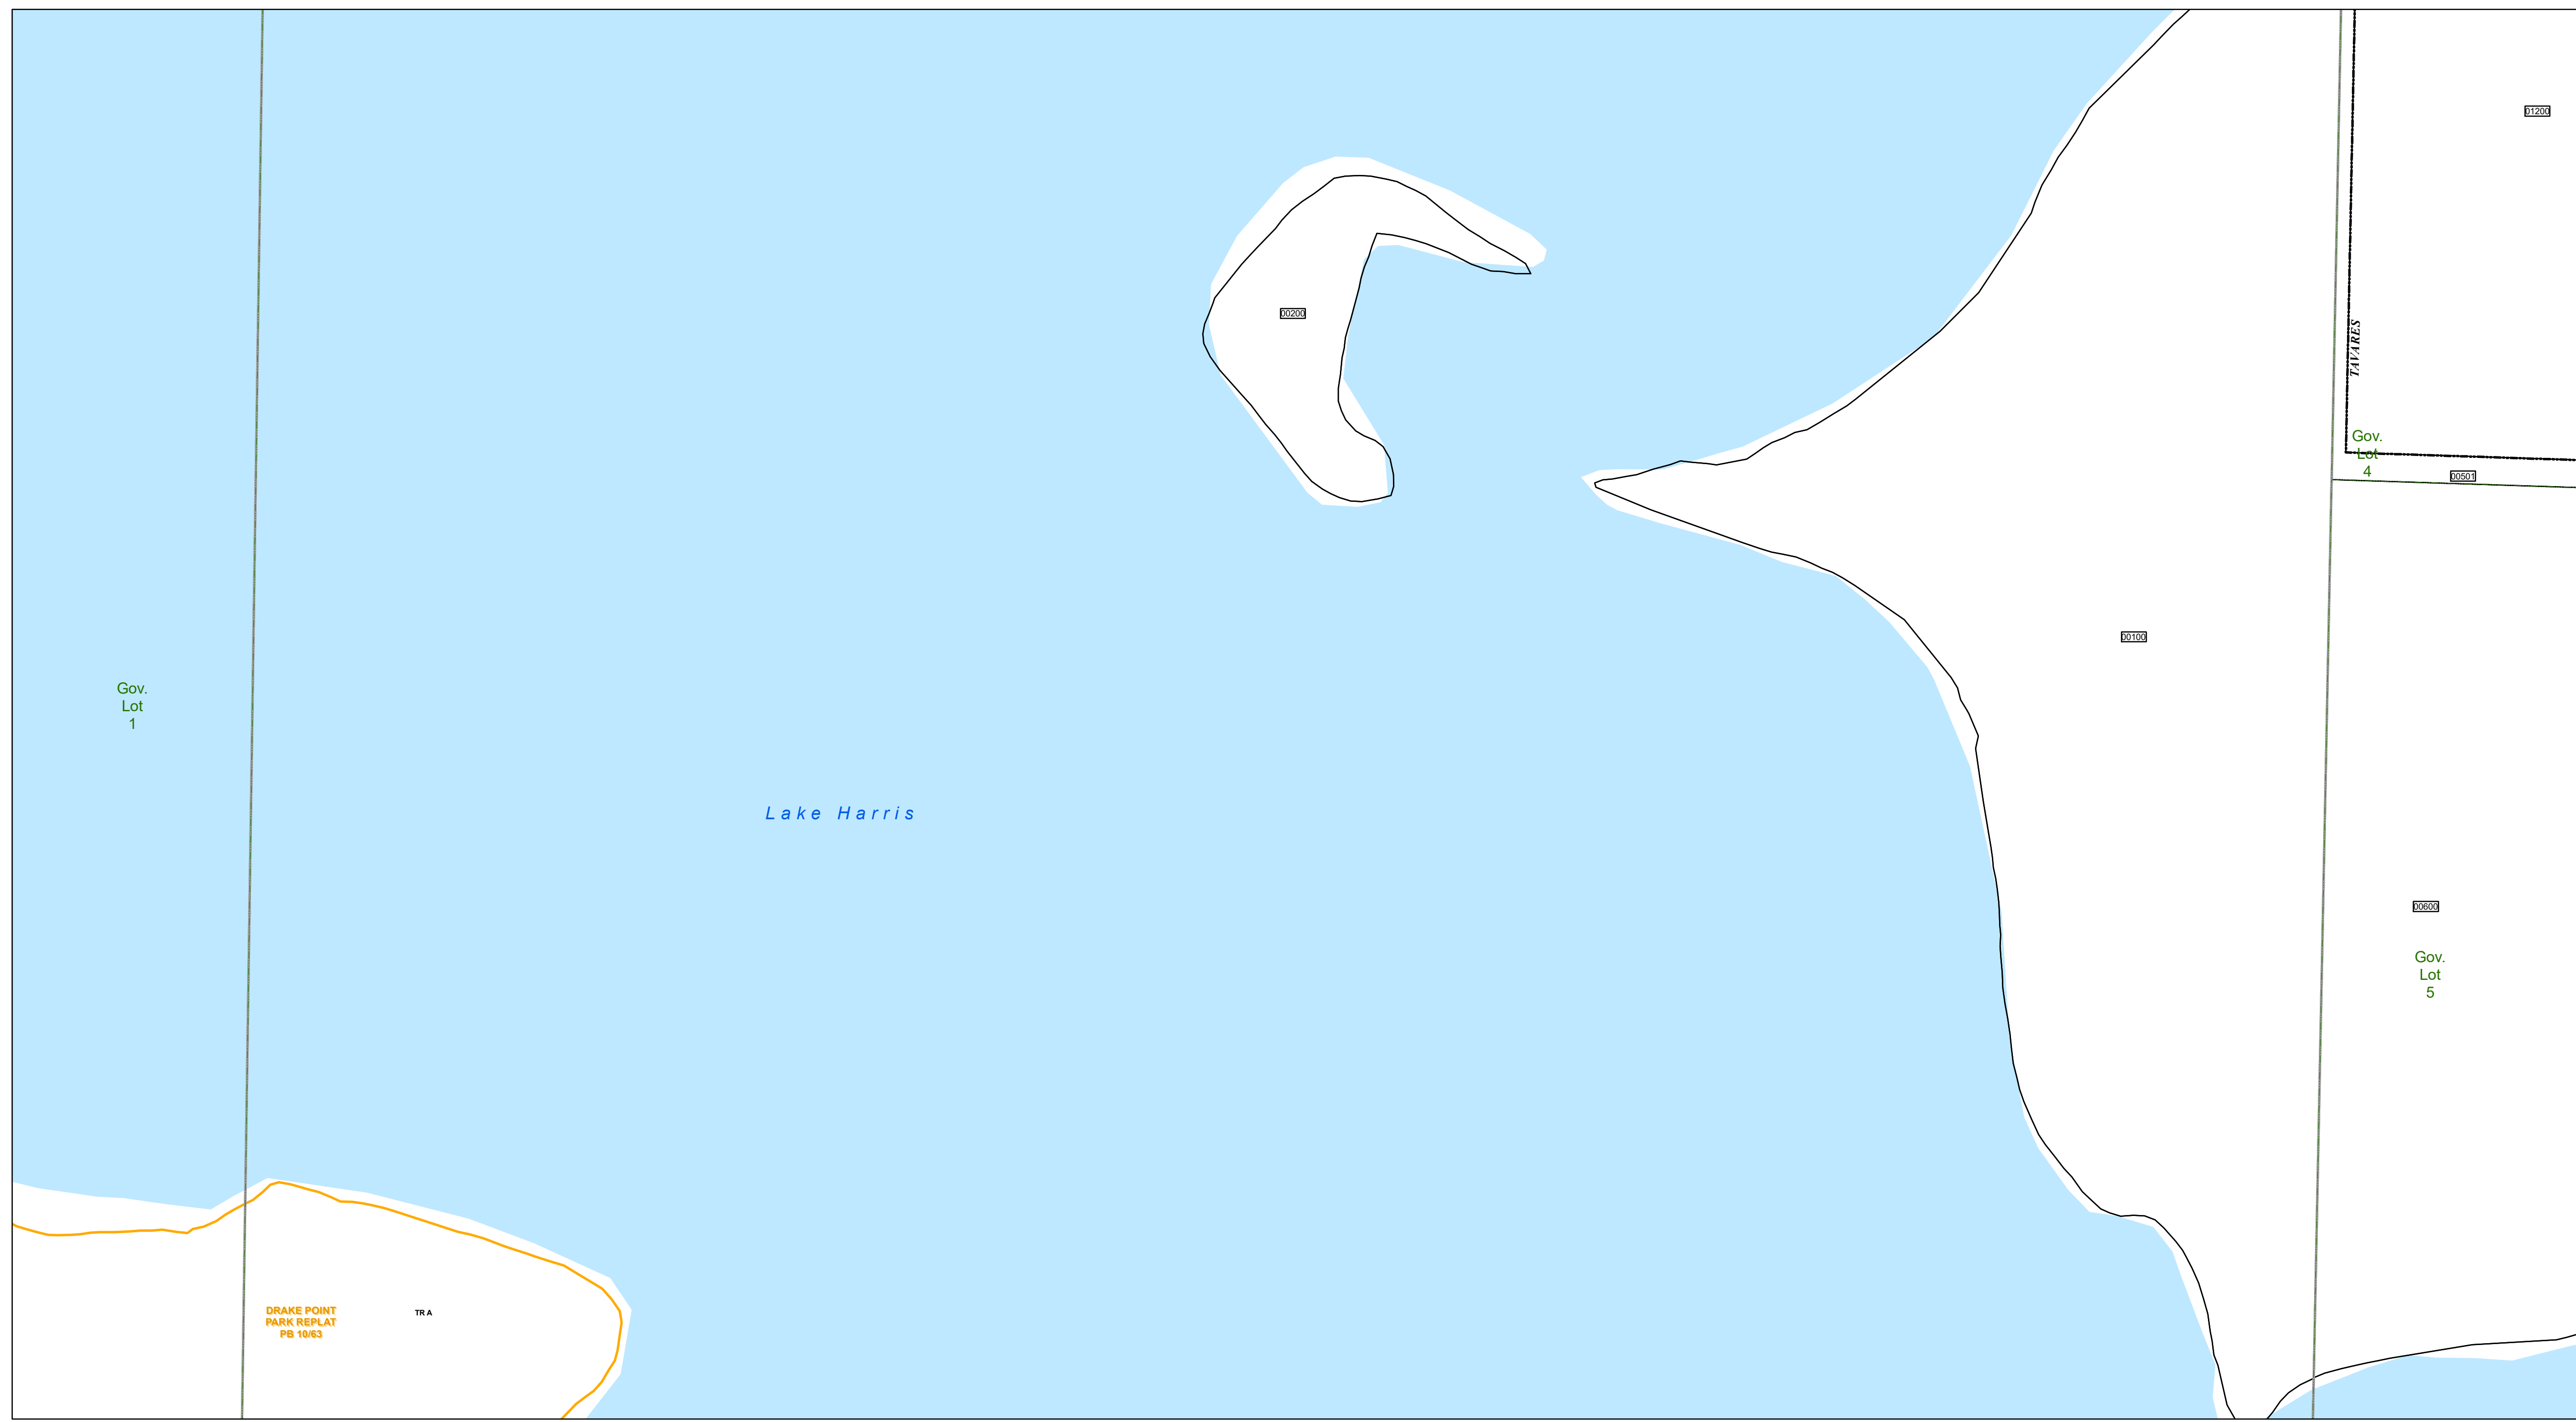 01200
00200
TAVARES
Gov.
Lot
4
00501
00100
Gov.
Lot
1
Lake Harris
00600
Gov.
Lot
5
DRAKE POINT
PARK REPLAT
PB 10/63
TR A